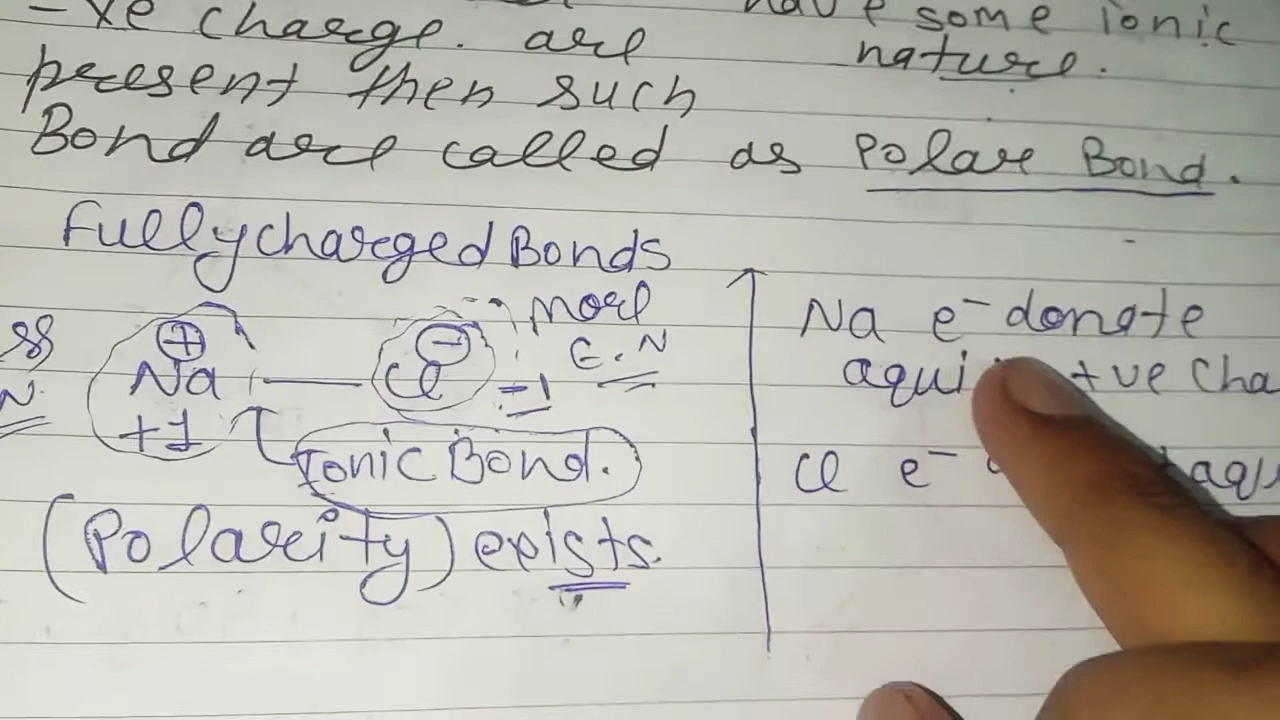 -ve charge. are
present then such
Bond are called as Polar Bond.
have some ionic
nature.
Fully charged Bonds
⊕
Na — Cl
⊖
+1
-1
more
E.N
Ionic Bond.
(Polarity) exists.
Na e⁻ donate
+ve Cha
Cl e⁻